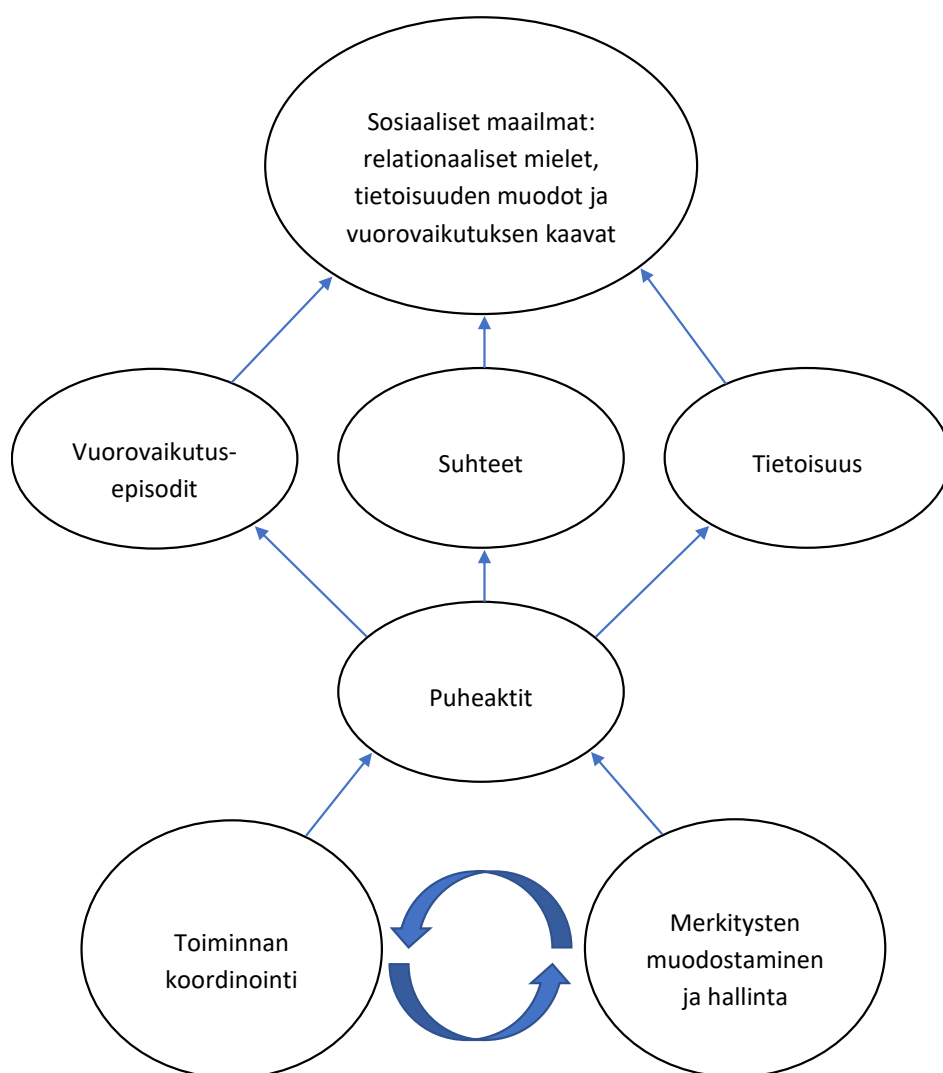 Sosiaaliset maailmat:
relationaaliset mielet,
tietoisuuden muodot ja
vuorovaikutuksen kaavat
Vuorovaikutus-
episodit
Suhteet
Tietoisuus
Puheaktit
Toiminnan
koordinointi
Merkitysten
muodostaminen
ja hallinta